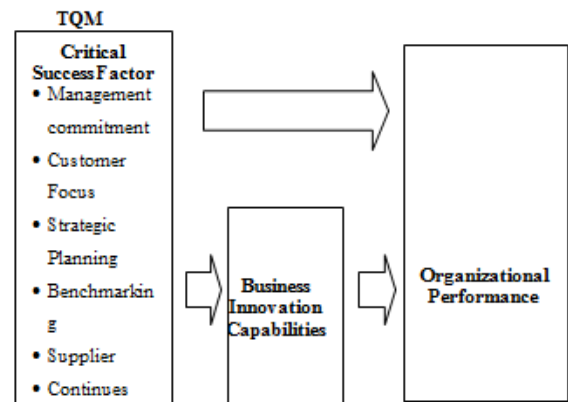 TQM
Critical
Success Factor
• Management
commitment
• Customer
Focus
• Strategic
Planning
• Benchmarkin
g
• Supplier
• Continues
Business
Innovation
Capabilities
Organizational
Performance